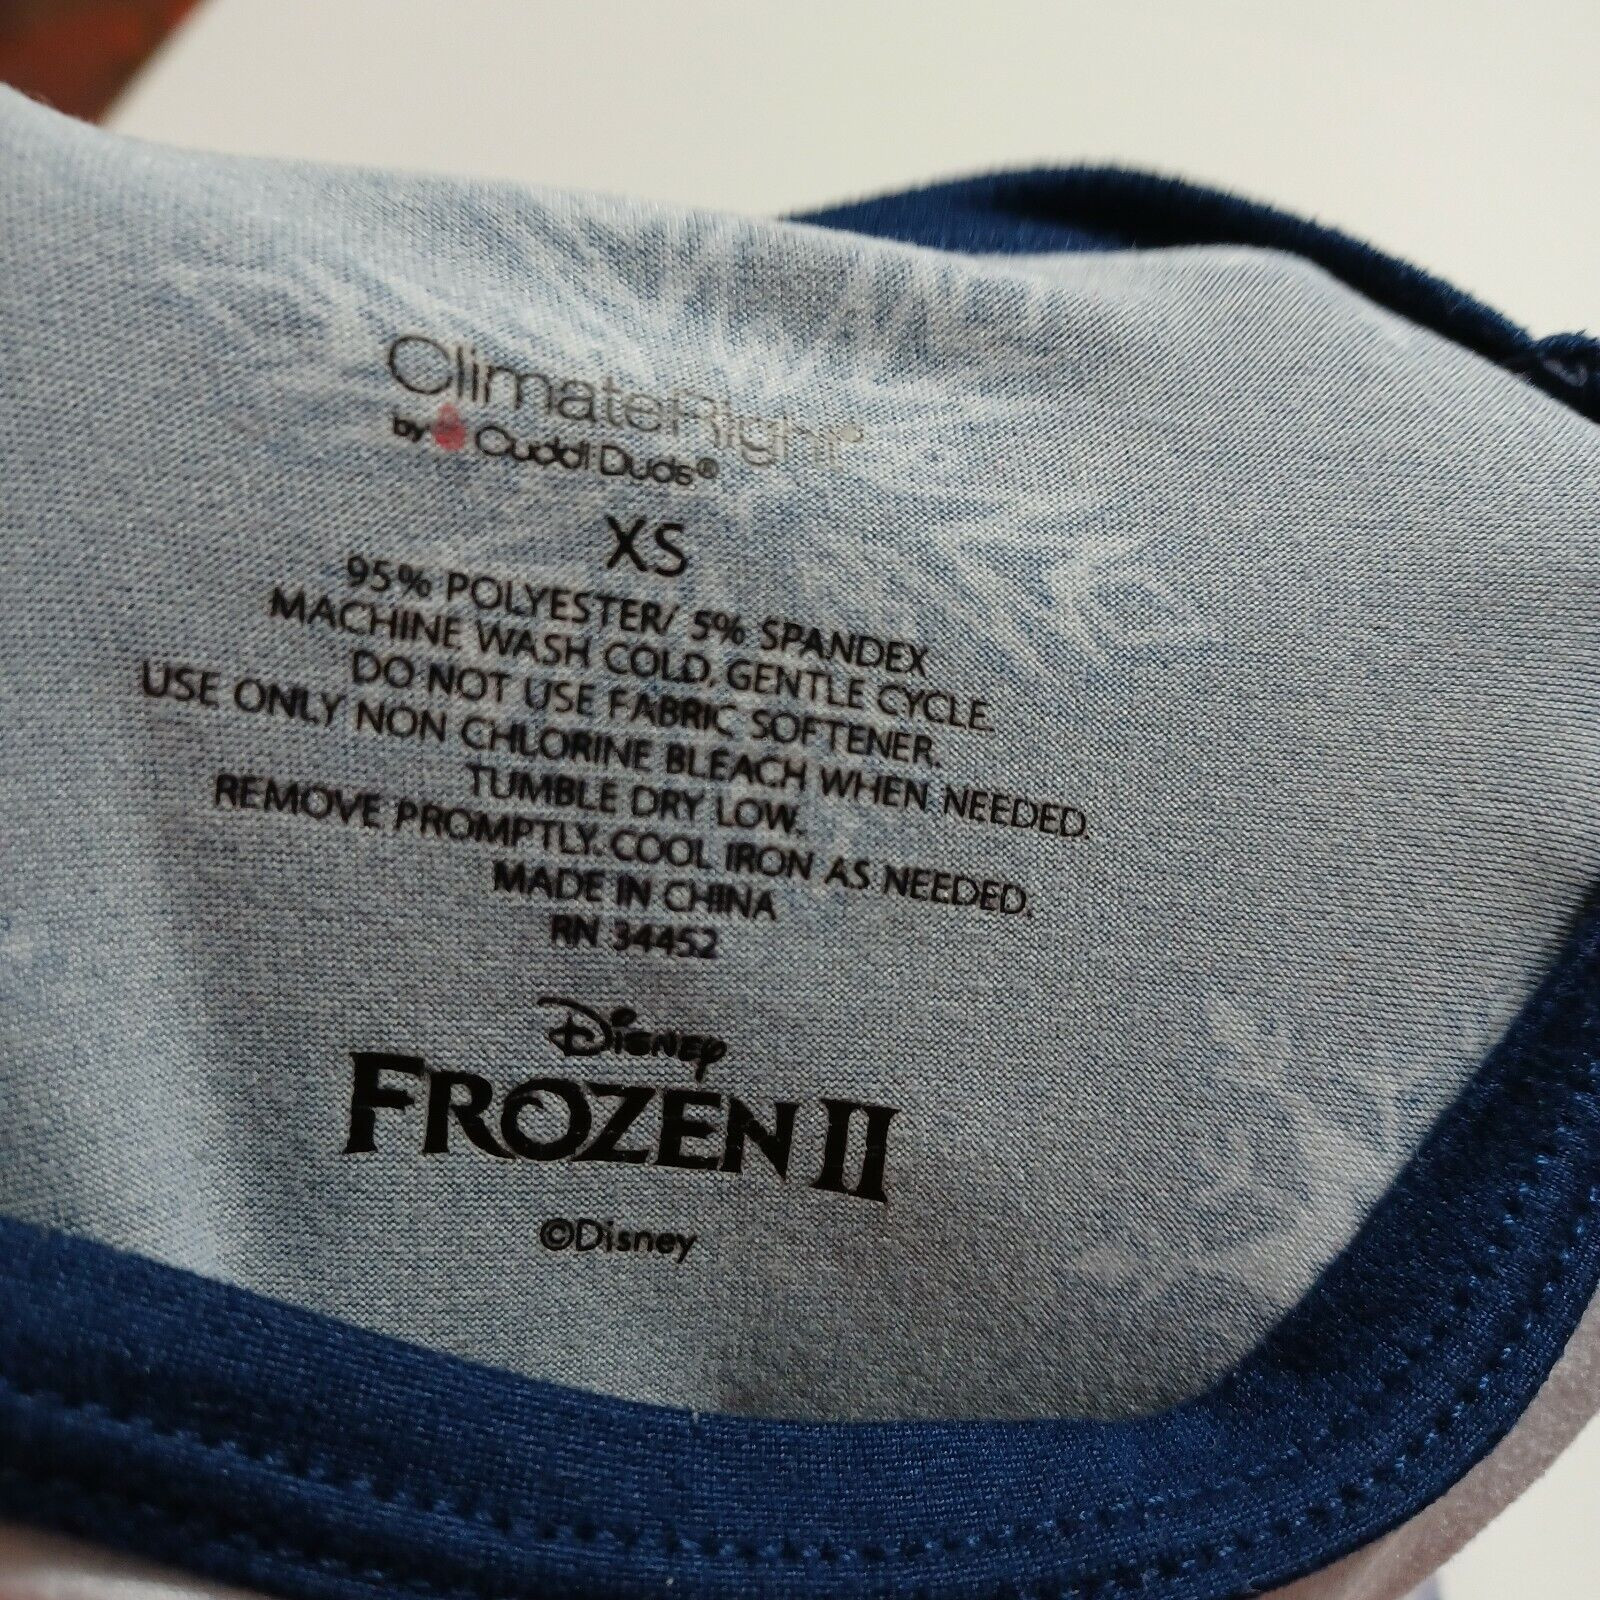 ClimateRight®
by Cuddl Duds®
XS
95% POLYESTER/ 5% SPANDEX
MACHINE WASH COLD, GENTLE CYCLE.
DO NOT USE FABRIC SOFTENER.
USE ONLY NON CHLORINE BLEACH WHEN NEEDED.
TUMBLE DRY LOW.
REMOVE PROMPTLY. COOL IRON AS NEEDED.
MADE IN CHINA
RN 34452
Disney
FROZEN II
©Disney